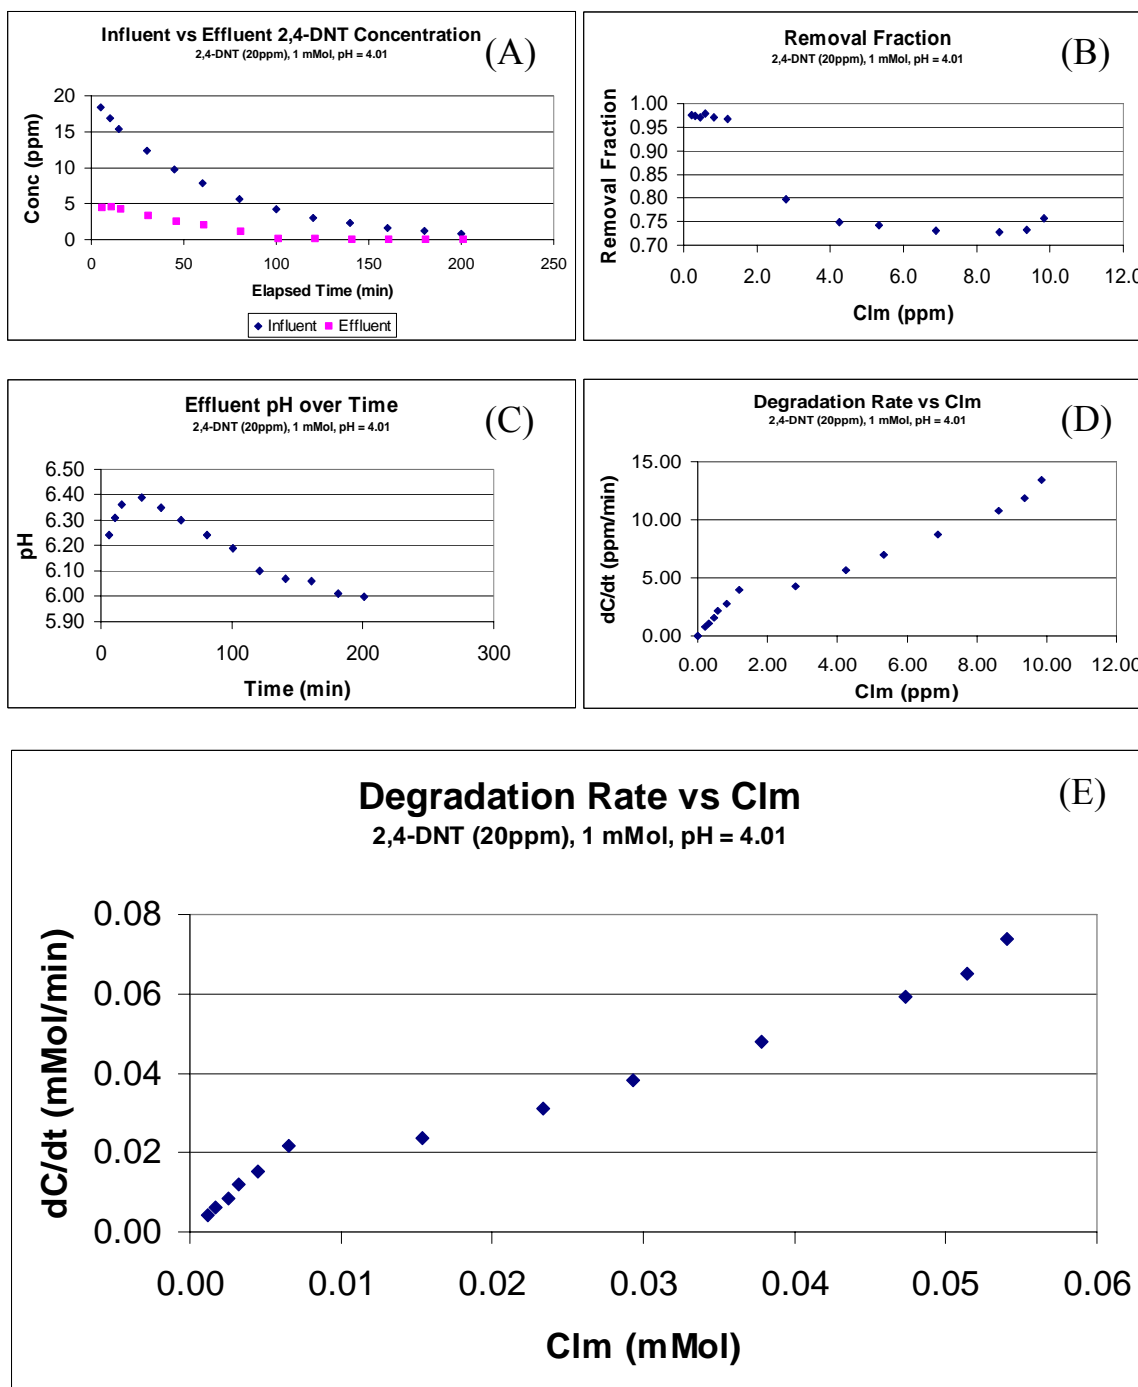 Influent vs Effluent 2,4-DNT Concentration
2,4-DNT (20ppm), 1 mMol, pH = 4.01
(A)
Conc (ppm)
20
15
10
5
0
0 50 100 150 200 250
Elapsed Time (min)
Influent Effluent
Removal Fraction
2,4-DNT (20ppm), 1 mMol, pH = 4.01
(B)
Removal Fraction
1.00
0.95
0.90
0.85
0.80
0.75
0.70
0.0 2.0 4.0 6.0 8.0 10.0 12.0
Clm (ppm)
Effluent pH over Time
2,4-DNT (20ppm), 1 mMol, pH = 4.01
(C)
pH
6.50
6.40
6.30
6.20
6.10
6.00
5.90
0 100 200 300
Time (min)
Degradation Rate vs Clm
2,4-DNT (20ppm), 1 mMol, pH = 4.01
(D)
dC/dt (ppm/min)
15.00
10.00
5.00
0.00
0.00 2.00 4.00 6.00 8.00 10.00 12.00
Clm (ppm)
Degradation Rate vs Clm
2,4-DNT (20ppm), 1 mMol, pH = 4.01
(E)
dC/dt (mMol/min)
0.08
0.06
0.04
0.02
0.00
0.00 0.01 0.02 0.03 0.04 0.05 0.06
Clm (mMol)